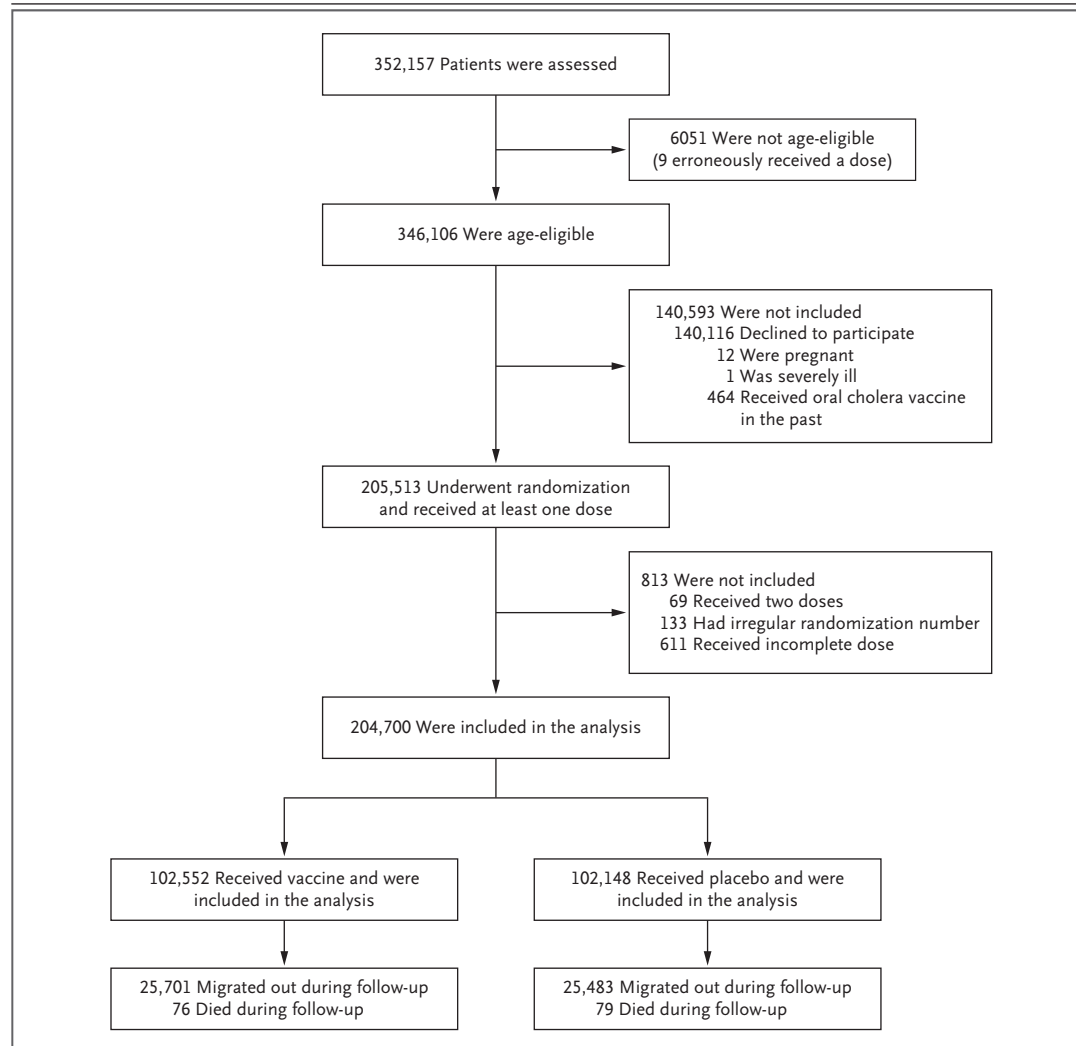 352,157 Patients were assessed
6051 Were not age-eligible
(9 erroneously received a dose)
346,106 Were age-eligible
140,593 Were not included
140,116 Declined to participate
12 Were pregnant
1 Was severely ill
464 Received oral cholera vaccine
in the past
205,513 Underwent randomization
and received at least one dose
813 Were not included
69 Received two doses
133 Had irregular randomization number
611 Received incomplete dose
204,700 Were included in the analysis
102,552 Received vaccine and were
included in the analysis
102,148 Received placebo and were
included in the analysis
25,701 Migrated out during follow-up
76 Died during follow-up
25,483 Migrated out during follow-up
79 Died during follow-up